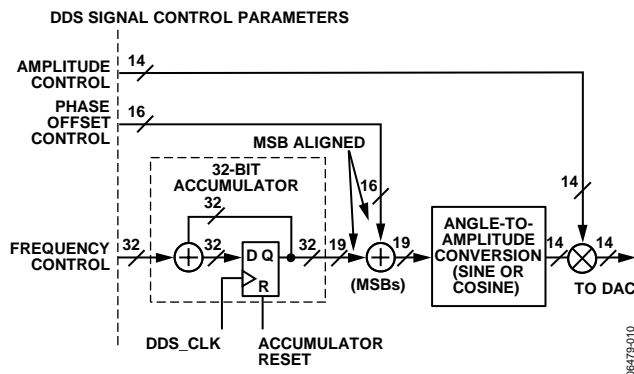 DDS SIGNAL CONTROL PARAMETERS
AMPLITUDE
CONTROL
14
PHASE
OFFSET
CONTROL
16
MSB ALIGNED
32-BIT
ACCUMULATOR
32
16
14
FREQUENCY
CONTROL
32
32
D Q
R
32
19
19
(MSBs)
ANGLE-TO-
AMPLITUDE
CONVERSION
(SINE OR
COSINE)
14
14
TO DAC
DDS_CLK
ACCUMULATOR
RESET
06479-010